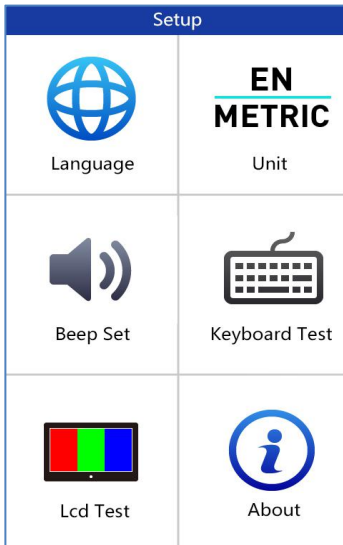 Setup
EN
METRIC
Language
Unit
Beep Set
Keyboard Test
Lcd Test
About